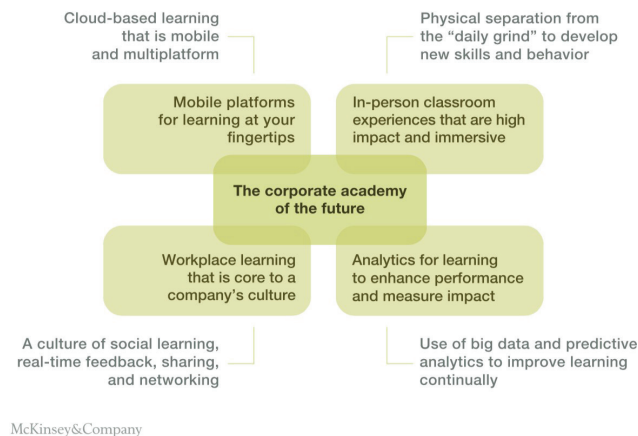 Cloud-based learning
that is mobile
and multiplatform
Physical separation from
the “daily grind” to develop
new skills and behavior
Mobile platforms
for learning at your
fingertips
In-person classroom
experiences that are high
impact and immersive
The corporate academy
of the future
Workplace learning
that is core to a
company’s culture
Analytics for learning
to enhance performance
and measure impact
A culture of social learning,
real-time feedback, sharing,
and networking
Use of big data and predictive
analytics to improve learning
continually
McKinsey&Company